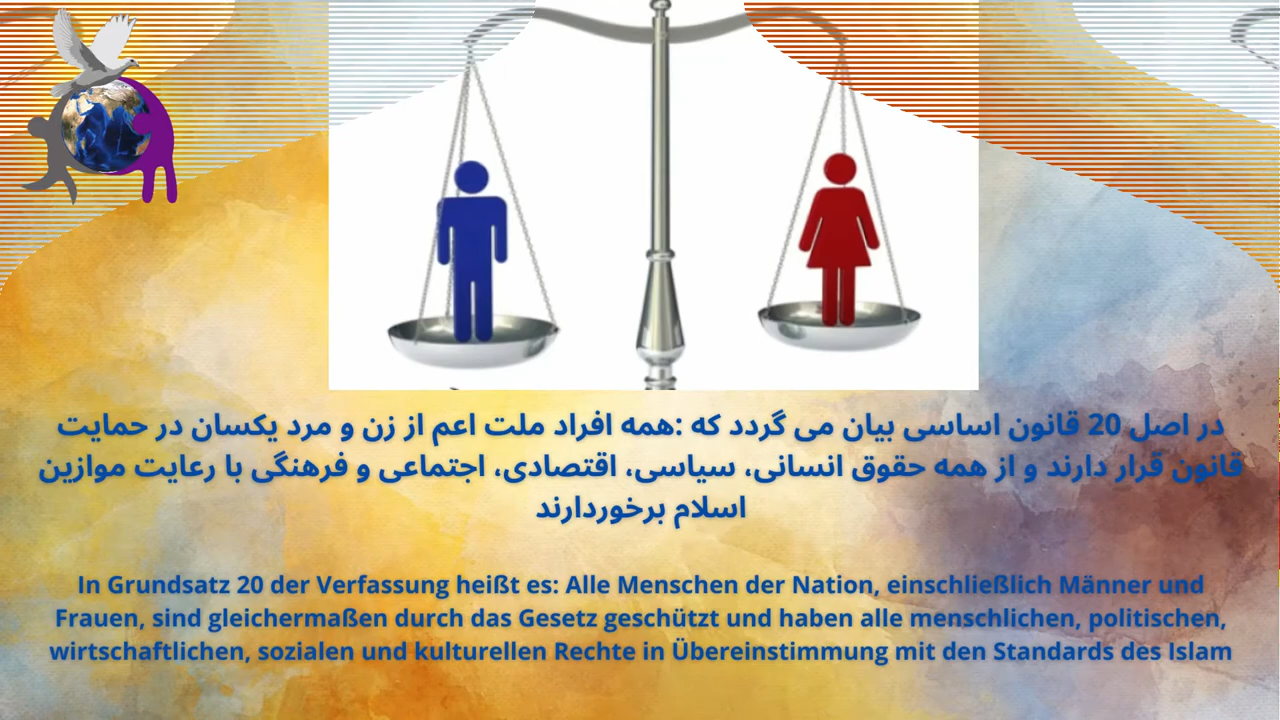 در اصل 20 قانون اساسی بیان می گردد که :همه افراد ملت اعم از زن و مرد یکسان در حمایت
قانون قرار دارند و از همه حقوق انسانی، سیاسی، اقتصادی، اجتماعی و فرهنگی با رعایت موازین
اسلام برخوردارند
In Grundsatz 20 der Verfassung heißt es: Alle Menschen der Nation, einschließlich Männer und
Frauen, sind gleichermaßen durch das Gesetz geschützt und haben alle menschlichen, politischen,
wirtschaftlichen, sozialen und kulturellen Rechte in Übereinstimmung mit den Standards des Islam